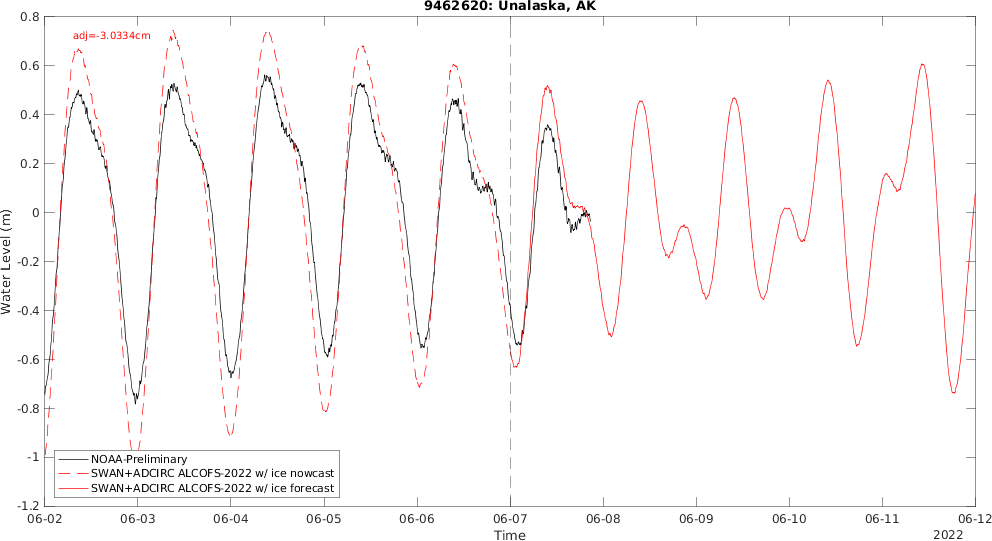 9462620: Unalaska, AK
adj=-3.0334cm
Water Level (m)
0.8
0.6
0.4
0.2
0
-0.2
-0.4
-0.6
-0.8
-1
-1.2
NOAA-Preliminary
SWAN+ADCIRC ALCOFS-2022 w/ ice nowcast
SWAN+ADCIRC ALCOFS-2022 w/ ice forecast
06-02 06-03 06-04 06-05 06-06 06-07 06-08 06-09 06-10 06-11 06-12
Time
2022